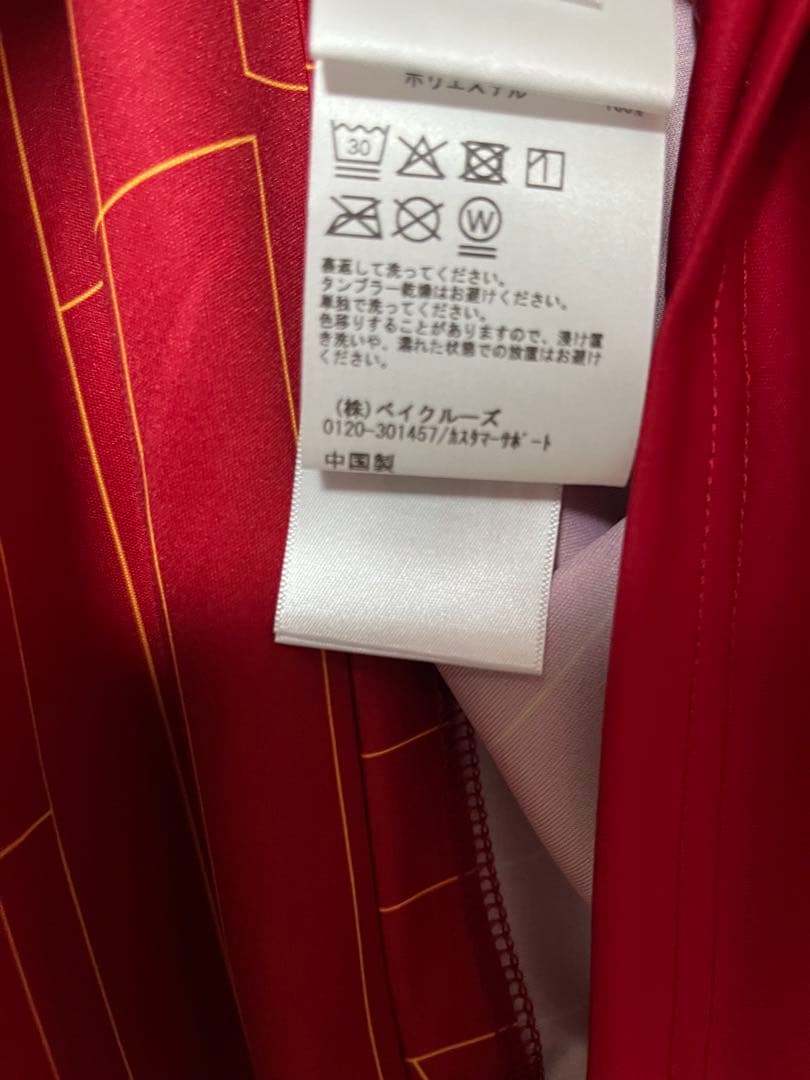 ポリエステル 100%
30
W
裏返して洗ってください。
タンブラー乾燥はお避けください。
単独で洗ってください。
色移りすることがありますので、浸け置
き洗いや、濡れた状態での放置はお避け
ください。
(株)ベイクルーズ
0120-301457/ｶｽﾀﾏｰｻﾎﾟｰﾄ
中国製